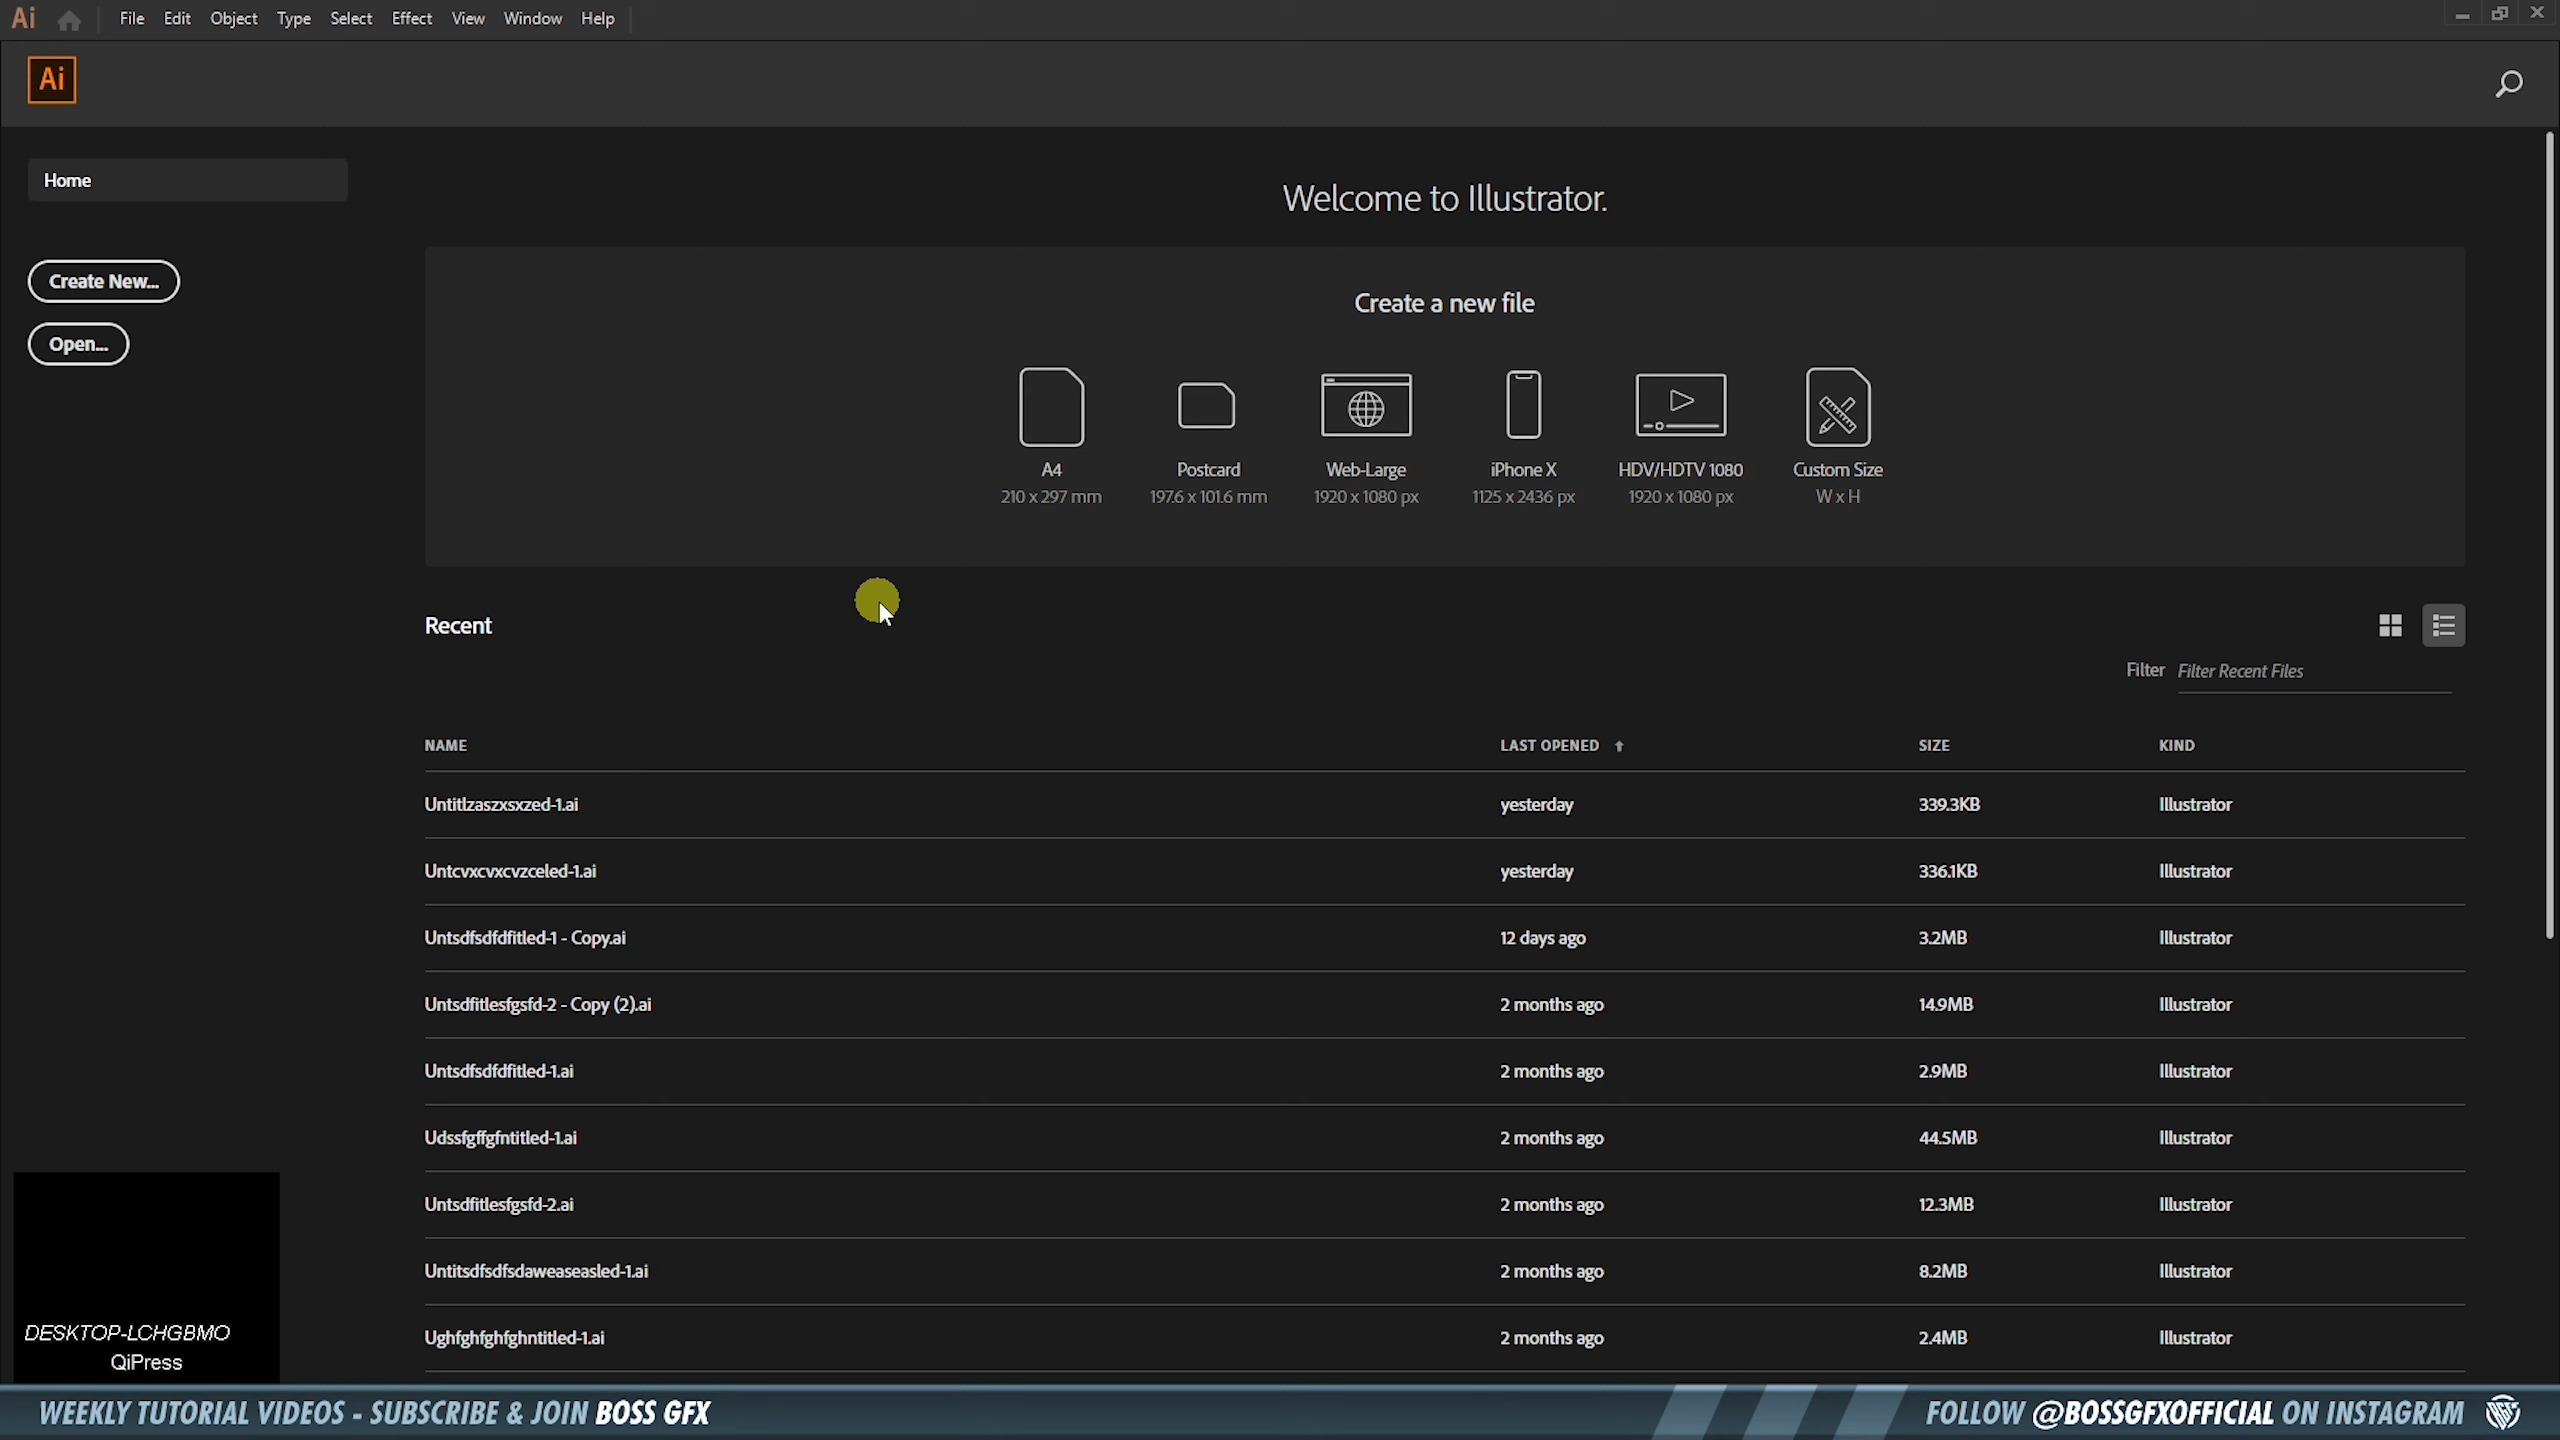 Ai File Edit Object Type Select Effect View Window Help
Ai
Home
Welcome to Illustrator.
Create New...
Create a new file
Open...
A4 Postcard Web-Large iPhone X HDV/HDTV 1080 Custom Size
210 x 297 mm 197.6 x 101.6 mm 1920 x 1080 px 1125 x 2436 px 1920 x 1080 px W x H
Recent
Filter Filter Recent Files
NAME LAST OPENED SIZE KIND
Untitlzaszxsxzed-1.ai yesterday 339.3KB Illustrator
Untcvxcvxcvzceled-1.ai yesterday 336.1KB Illustrator
Untsdfsdfdfitled-1 - Copy.ai 12 days ago 3.2MB Illustrator
Untsdfitlesfgsfd-2 - Copy (2).ai 2 months ago 14.9MB Illustrator
Untsdfsdfdfitled-1.ai 2 months ago 2.9MB Illustrator
Udssfgffgfntitled-1.ai 2 months ago 44.5MB Illustrator
Untsdfitlesfgsfd-2.ai 2 months ago 12.3MB Illustrator
Untitsdfsdfsdaweaseasled-1.ai 2 months ago 8.2MB Illustrator
Ughfghfghfghntitled-1.ai 2 months ago 2.4MB Illustrator
DESKTOP-LCHGBMO
QiPress
WEEKLY TUTORIAL VIDEOS - SUBSCRIBE & JOIN BOSS GFX
FOLLOW @BOSSGFXOFFICIAL ON INSTAGRAM